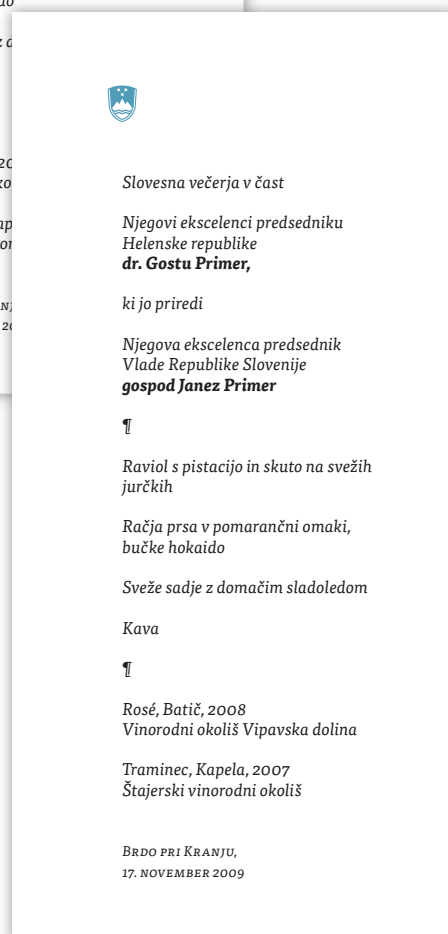 Slovesna večerja v čast
Njegovi ekscelenci predsedniku
Helenske republike
dr. Gostu Primer,
ki jo priredi
Njegova ekscelenca predsednik
Vlade Republike Slovenije
gospod Janez Primer
¶
Raviol s pistacijo in skuto na svežih
jurčkih
Račja prsa v pomarančni omaki,
bučke hokaido
Sveže sadje z domačim sladoledom
Kava
¶
Rosé, Batič, 2008
Vinorodni okoliš Vipavska dolina
Traminec, Kapela, 2007
Štajerski vinorodni okoliš
Brdo pri Kranju,
17. november 2009